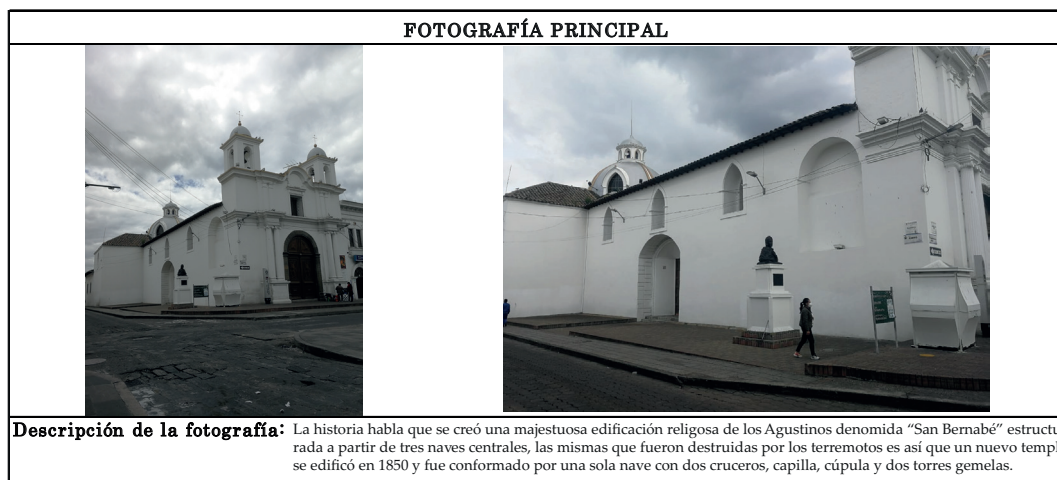 FOTOGRAFÍA PRINCIPAL
Descripción de la fotografía: La historia habla que se creó una majestuosa edificación religosa de los Agustinos denomida “San Bernabé” estructu
rada a partir de tres naves centrales, las mismas que fueron destruidas por los terremotos es así que un nuevo templ
se edificó en 1850 y fue conformado por una sola nave con dos cruceros, capilla, cúpula y dos torres gemelas.